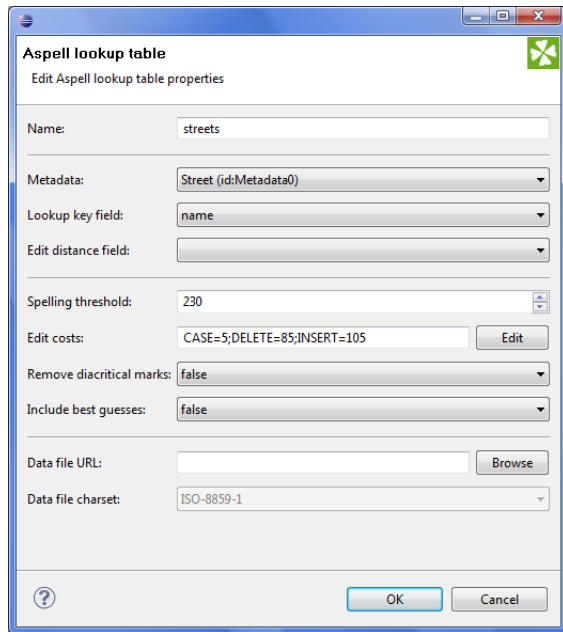 Aspell lookup table
Edit Aspell lookup table properties
Name: streets
Metadata: Street (id:Metadata0)
Lookup key field: name
Edit distance field:
Spelling threshold: 230
Edit costs: CASE=5;DELETE=85;INSERT=105 Edit
Remove diacritical marks: false
Include best guesses: false
Data file URL: Browse
Data file charset: ISO-8859-1
? OK Cancel